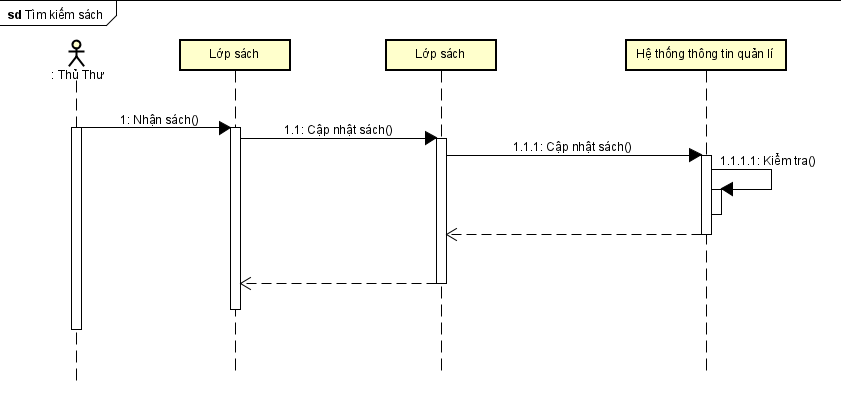 sd Tìm kiếm sách
: Thủ Thư
Lớp sách
Lớp sách
Hệ thống thông tin quản lí
1: Nhận sách()
1.1: Cập nhật sách()
1.1.1: Cập nhật sách()
1.1.1.1: Kiểm tra()